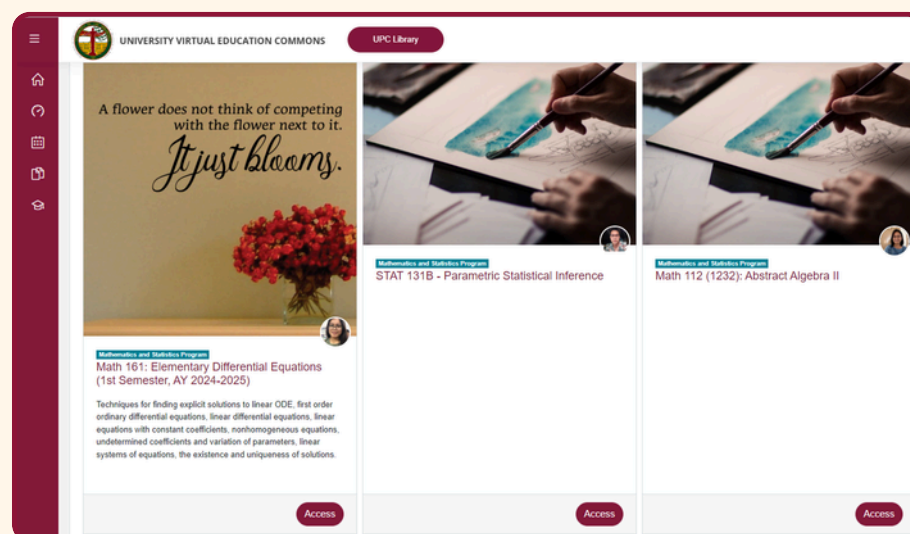 UNIVERSITY VIRTUAL EDUCATION COMMONS
UPC Library
A flower does not think of competing
with the flower next to it.
It just blooms.
Mathematics and Statistics Program
Math 161: Elementary Differential Equations
(1st Semester, AY 2024-2025)
Techniques for finding explicit solutions to linear ODE, first order
ordinary differential equations, linear differential equations, linear
equations with constant coefficients, nonhomogeneous equations,
undetermined coefficients and variation of parameters, linear
systems of equations, the existence and uniqueness of solutions.
Access
Mathematics and Statistics Program
STAT 131B - Parametric Statistical Inference
Access
Mathematics and Statistics Program
Math 112 (1232): Abstract Algebra II
Access